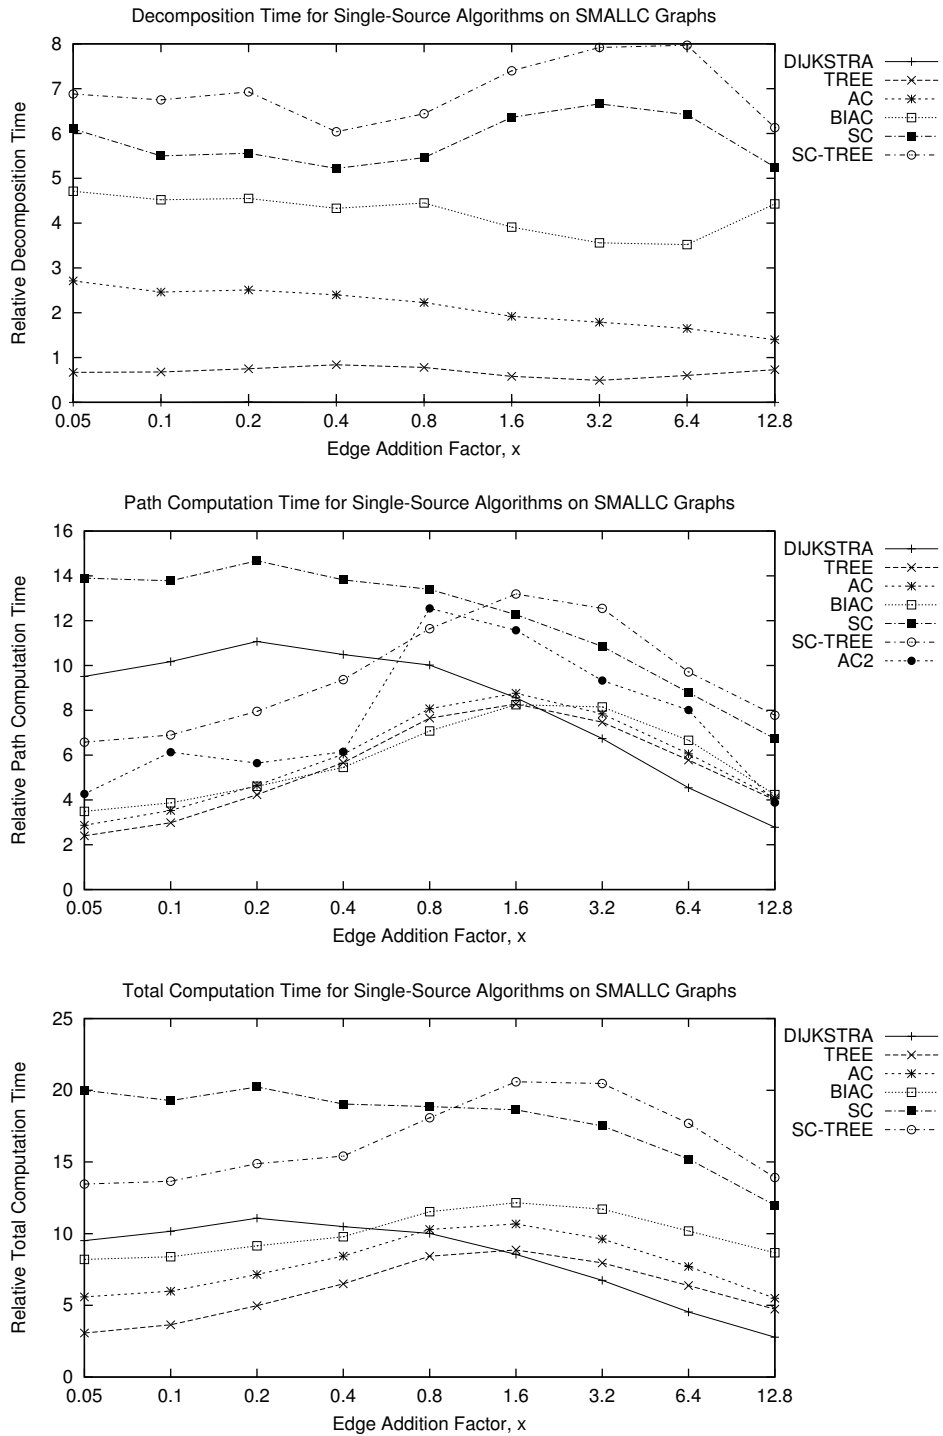 Decomposition Time for Single-Source Algorithms on SMALLC Graphs
8
7
6
5
4
3
2
1
0
Relative Decomposition Time
0.05 0.1 0.2 0.4 0.8 1.6 3.2 6.4 12.8
Edge Addition Factor, x
DIJKSTRA
TREE
AC
BIAC
SC
SC-TREE
Path Computation Time for Single-Source Algorithms on SMALLC Graphs
16
14
12
10
8
6
4
2
0
Relative Path Computation Time
0.05 0.1 0.2 0.4 0.8 1.6 3.2 6.4 12.8
Edge Addition Factor, x
DIJKSTRA
TREE
AC
BIAC
SC
SC-TREE
AC2
Total Computation Time for Single-Source Algorithms on SMALLC Graphs
25
20
15
10
5
0
Relative Total Computation Time
0.05 0.1 0.2 0.4 0.8 1.6 3.2 6.4 12.8
Edge Addition Factor, x
DIJKSTRA
TREE
AC
BIAC
SC
SC-TREE